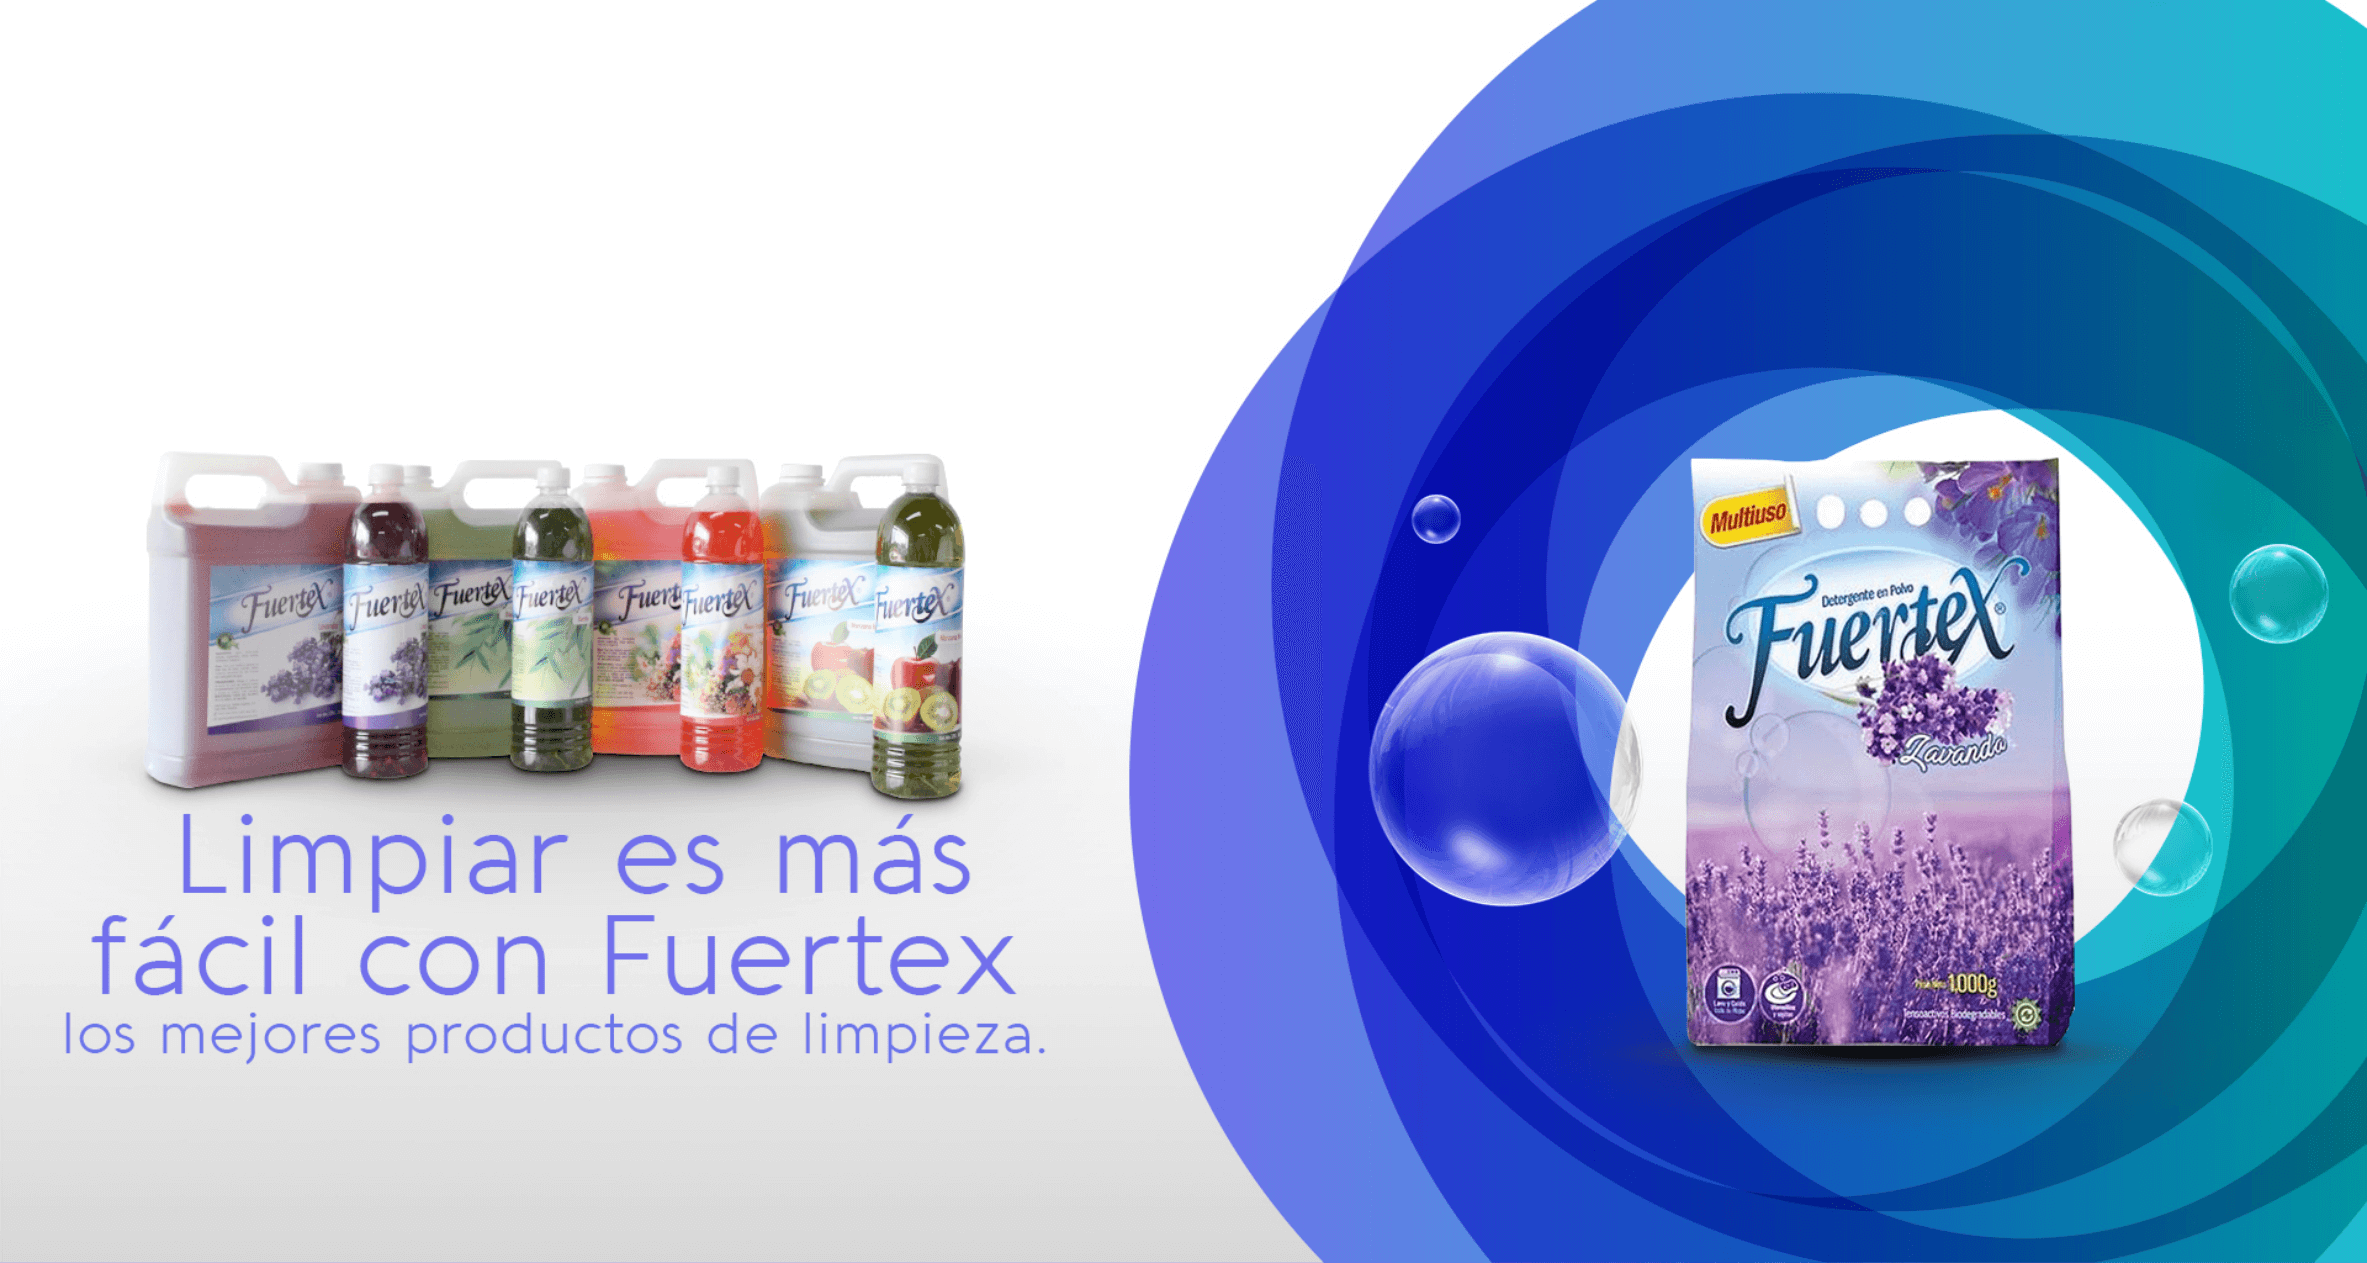 Fuertex
Fuertex
Fuertex
Fuertex
Fuertex
Fuertex
Fuertex
Limpiar es más
fácil con Fuertex
los mejores productos de limpieza.
Multiuso
Detergente en Polvo
Fuertex®
Lavanda
Peso Neto 1,000g
Tensoactivos Biodegradables